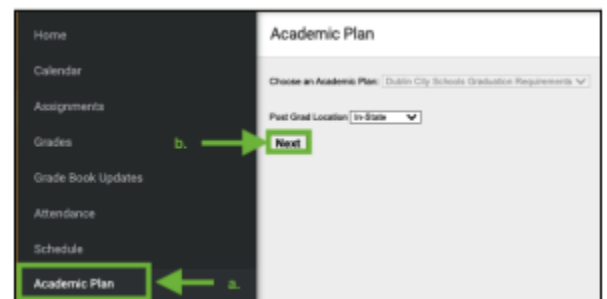 Home
Calendar
Assignments
Grades
Grade Book Updates
Attendance
Schedule
Academic Plan
a.
b.
Academic Plan
Choose an Academic Plan: Dublin City Schools Graduation Requirements
Post Grad Location In-State
Next